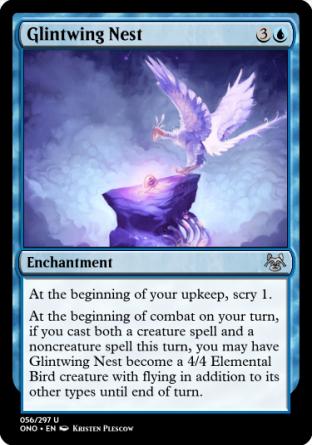 Glintwing Nest 3
Enchantment
At the beginning of your upkeep, scry 1.
At the beginning of combat on your turn,
if you cast both a creature spell and a
noncreature spell this turn, you may have
Glintwing Nest become a 4/4 Elemental
Bird creature with flying in addition to its
other types until end of turn.
056/297 U
ONO • EN Kristen Plescow